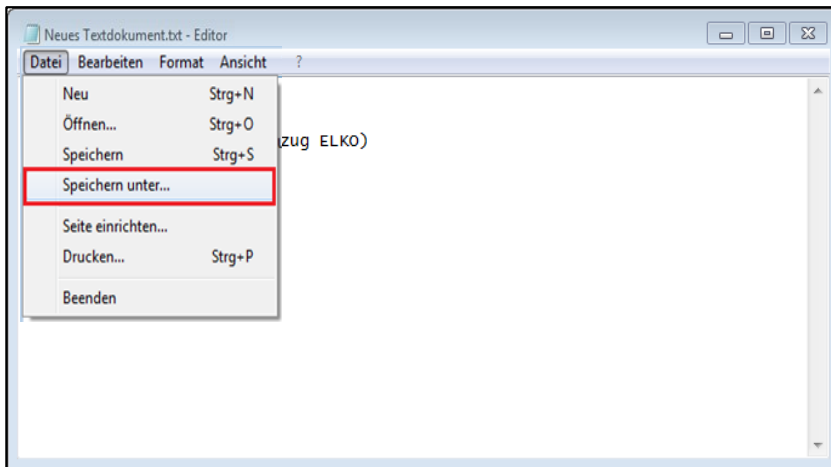 Neues Textdokument.txt - Editor
Datei Bearbeiten Format Ansicht ?
Neu Strg+N
Öffnen... Strg+O
zug ELKO)
Speichern Strg+S
Speichern unter...
Seite einrichten...
Drucken... Strg+P
Beenden